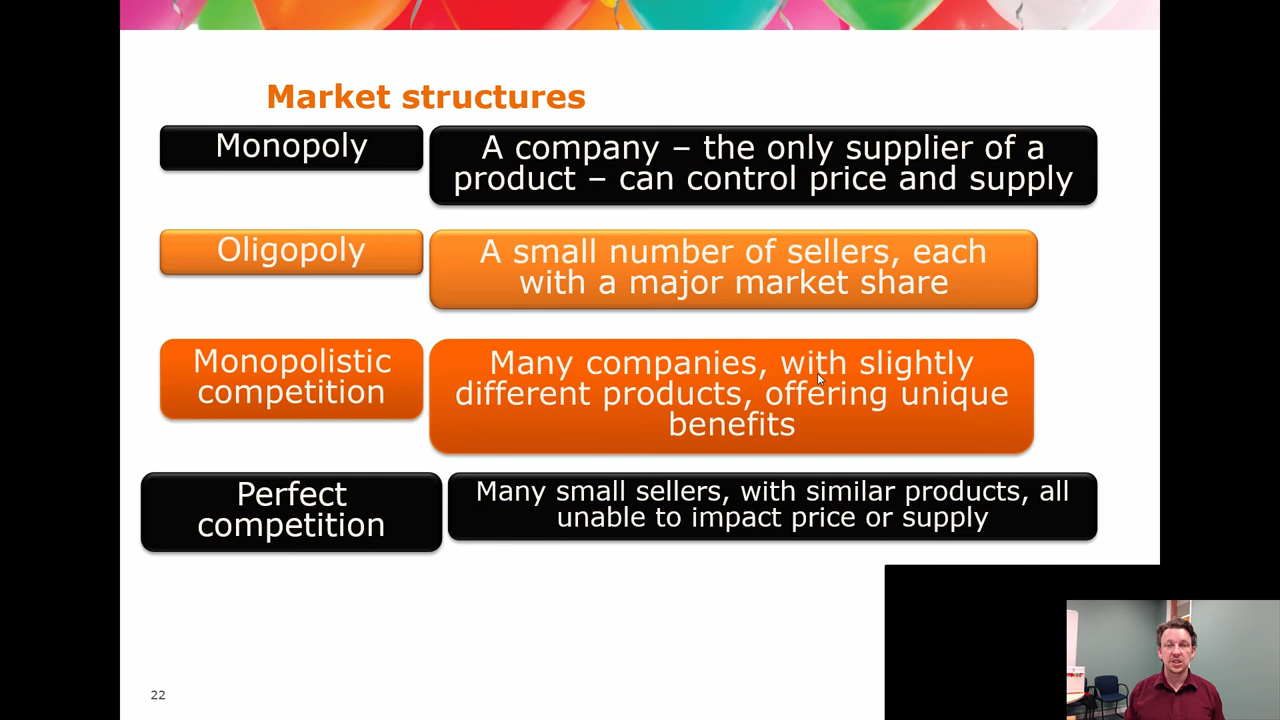 Market structures
Monopoly
A company – the only supplier of a
product – can control price and supply
Oligopoly
A small number of sellers, each
with a major market share
Monopolistic
competition
Many companies, with slightly
different products, offering unique
benefits
Perfect
competition
Many small sellers, with similar products, all
unable to impact price or supply
22